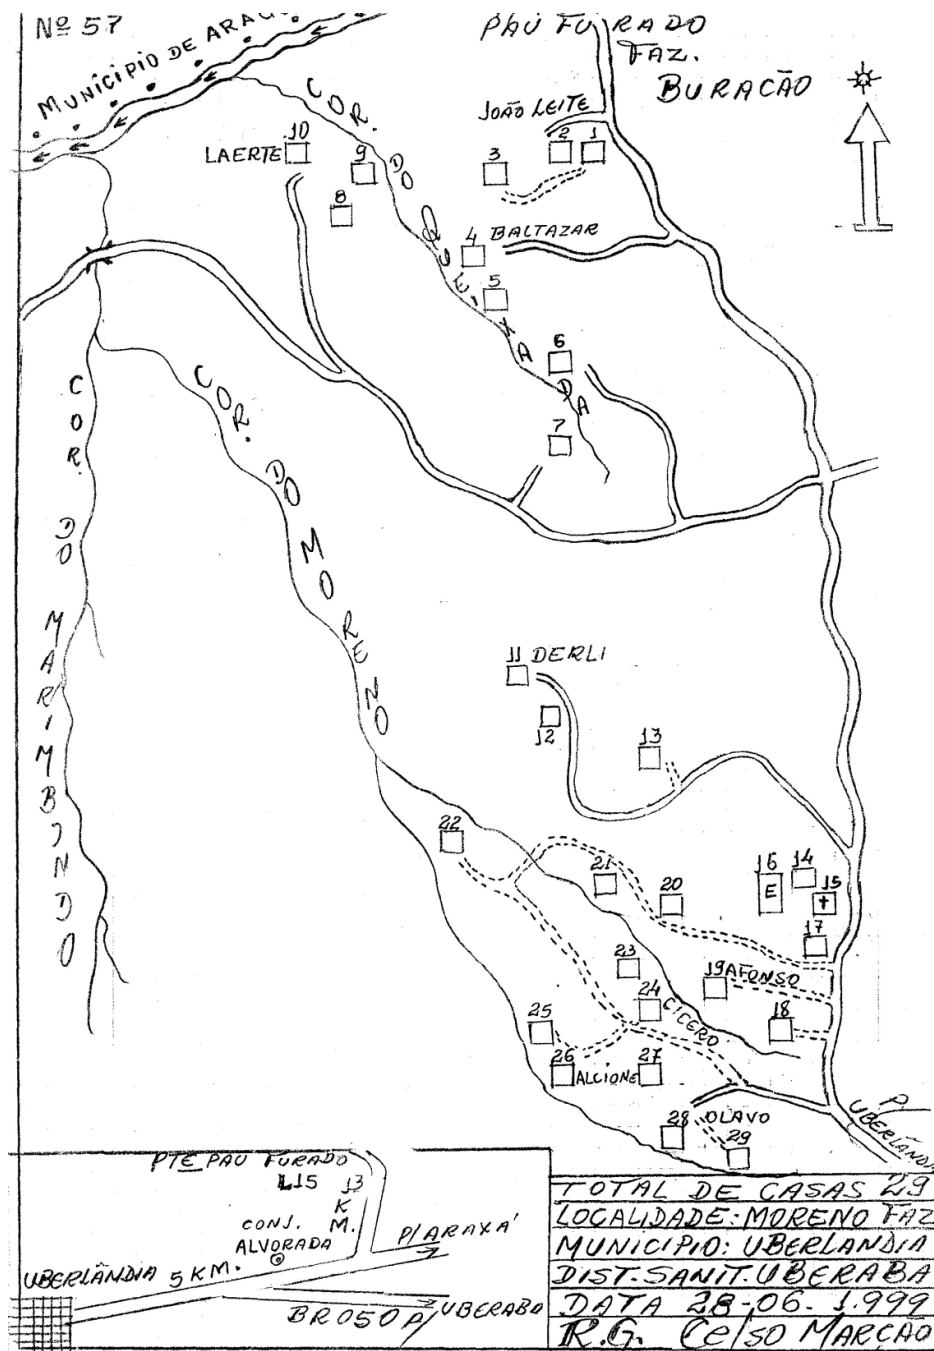 Nº 57
MUNICIPIO DE ARAG
PAU FURADO
FAZ.
BURACÃO
COR. DO QUEIXADA
JOÃO LEITE
LAERTE
10
9
8
3
2
1
4
BALTAZAR
5
6
7
COR. DO MARIMBONDO
COR. DO MORENO
11 DERLI
12
13
22
21
20
16
E
14
15
17
23
19 AFONSO
24
CICERO
18
25
26
ALCIONE
27
28
OLAVO
29
P/
UBERLÂNDIA
PTE PAU FURADO
L15
13
K
M.
CONJ.
ALVORADA
P/ARAXÁ
UBERLÂNDIA
5 KM.
BR050P/
UBERABA
TOTAL DE CASAS 29
LOCALIDADE: MORENO FAZ
MUNICIPIO: UBERLANDIA
DIST. SANIT. UBERABA
DATA 28-06-1.999
R.G. Celso MARCÃO